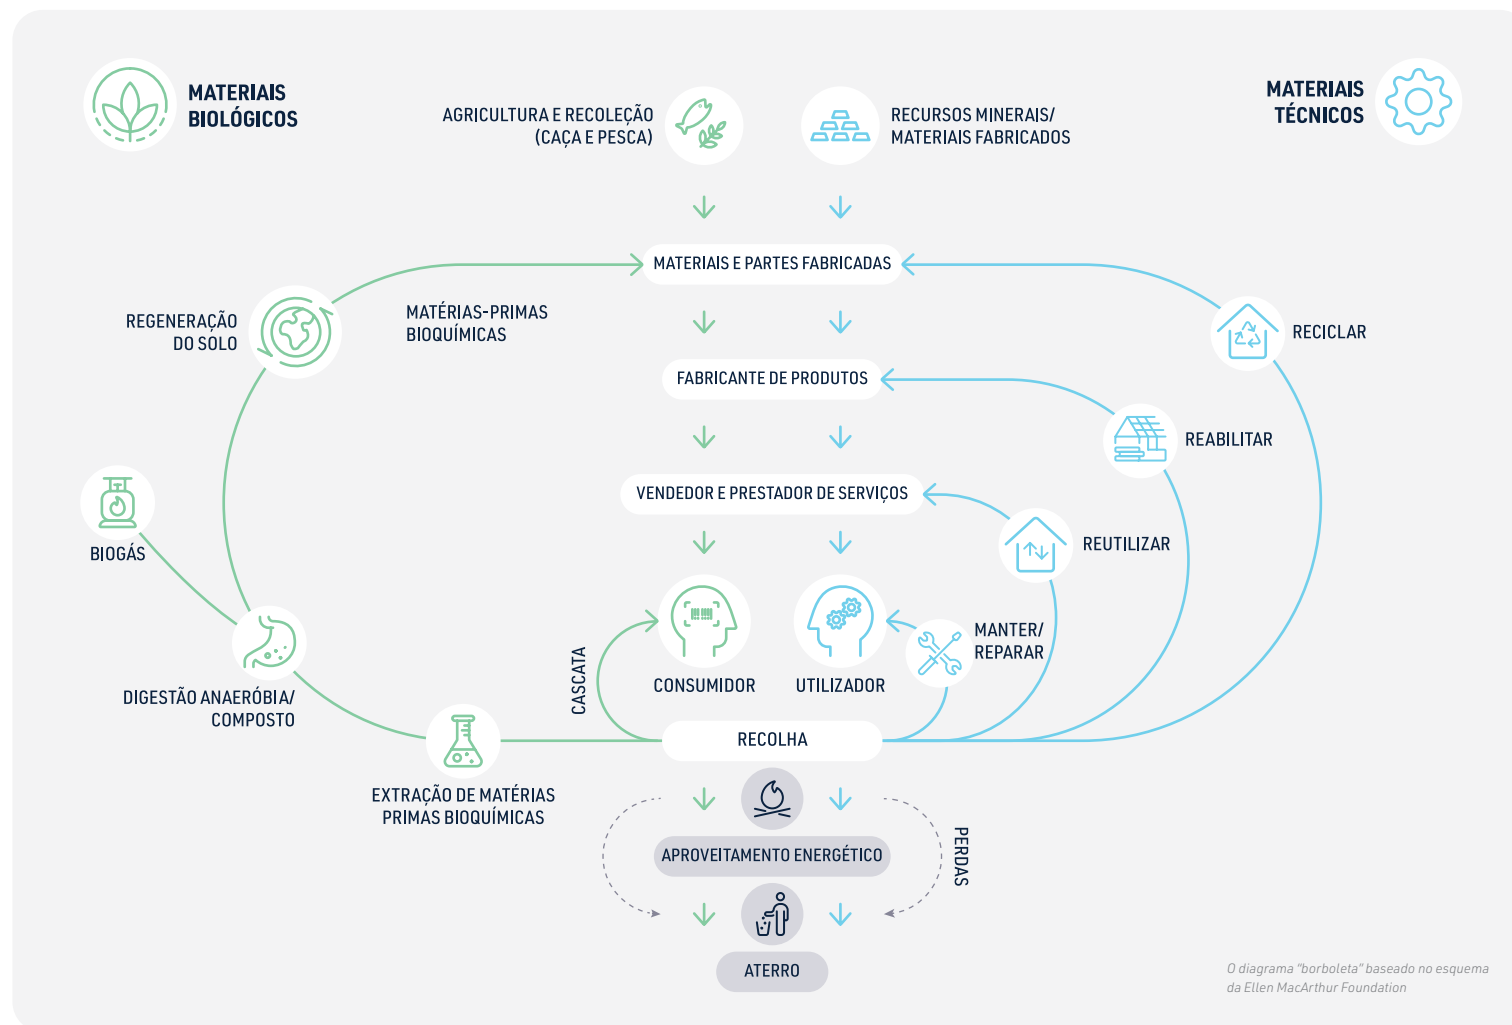 MATERIAIS
BIOLÓGICOS
AGRICULTURA E RECOLEÇÃO
(CAÇA E PESCA)
RECURSOS MINERAIS/
MATERIAIS FABRICADOS
MATERIAIS
TÉCNICOS
MATERIAIS E PARTES FABRICADAS
REGENERAÇÃO
DO SOLO
MATÉRIAS-PRIMAS
BIOQUÍMICAS
RECICLAR
FABRICANTE DE PRODUTOS
REABILITAR
VENDEDOR E PRESTADOR DE SERVIÇOS
BIOGÁS
REUTILIZAR
CASCATA
CONSUMIDOR
UTILIZADOR
MANTER/
REPARAR
DIGESTÃO ANAERÓBIA/
COMPOSTO
RECOLHA
EXTRAÇÃO DE MATÉRIAS
PRIMAS BIOQUÍMICAS
APROVEITAMENTO ENERGÉTICO
PERDAS
ATERRO
O diagrama "borboleta" baseado no esquema
da Ellen MacArthur Foundation